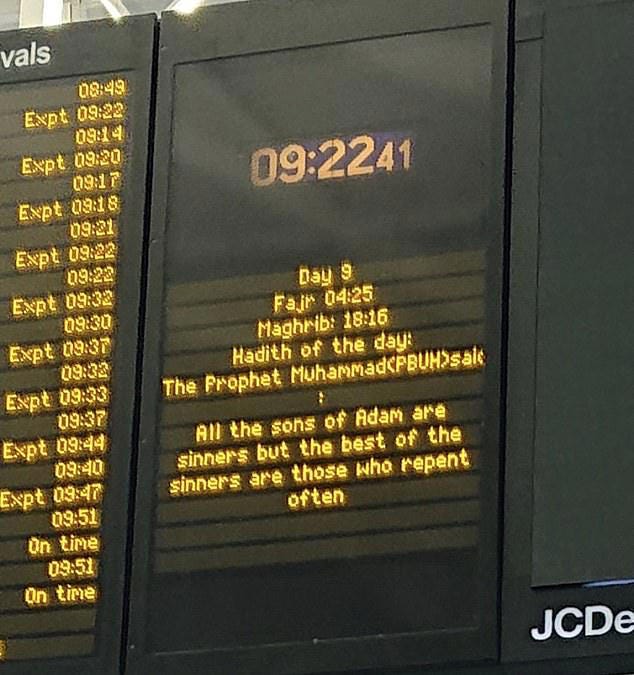 vals
08:49
Expt 09:22
09:14
Expt 09:20
09:17
Expt 09:18
09:21
Expt 09:22
09:22
Expt 09:32
09:30
Expt 09:37
09:32
Expt 09:33
09:37
Expt 09:44
09:40
Expt 09:47
09:51
On time
09:51
On time
09:22 41
Day 9
Fajr 04:25
Maghrib: 18:16
Hadith of the day:
The Prophet Muhammad(PBUH)said
:
All the sons of Adam are
sinners but the best of the
sinners are those who repent
often
JCDe